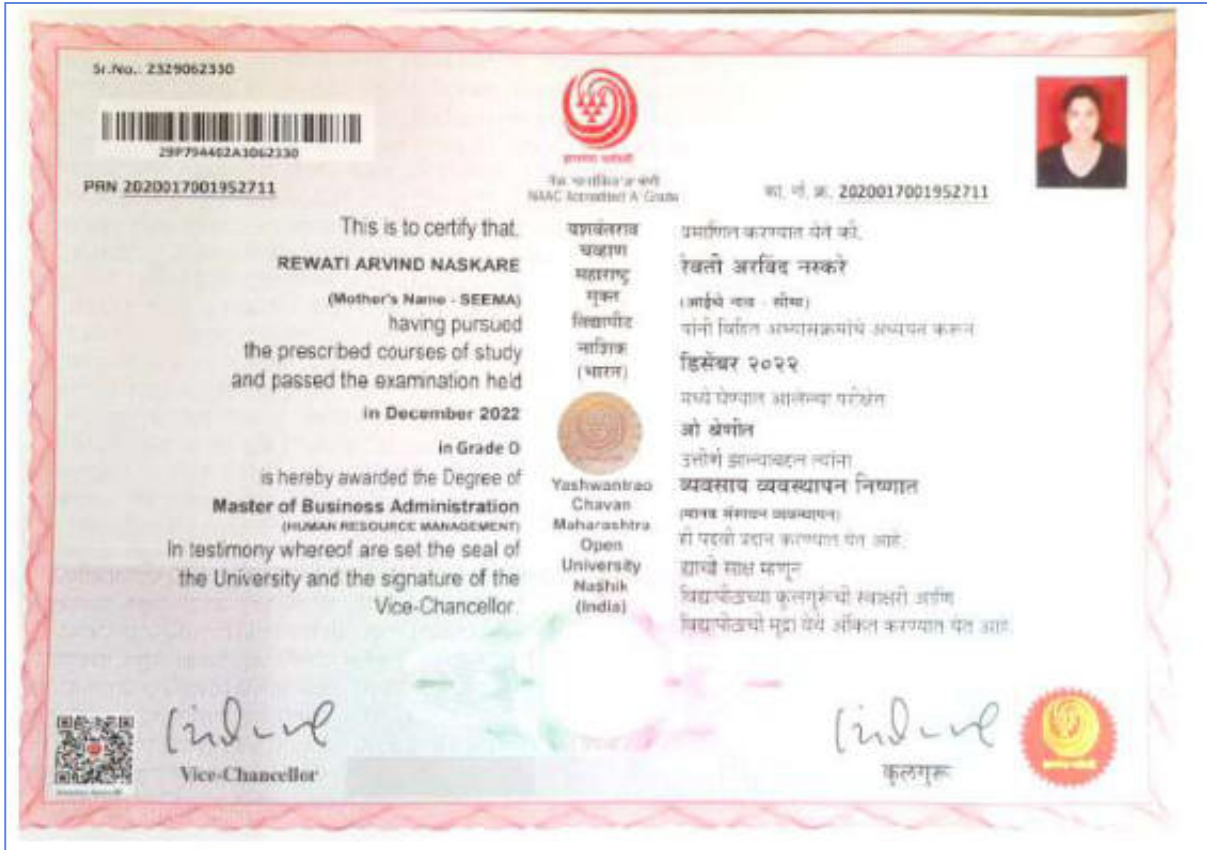 Sr.No.: 2329062330
29P794402A1062330
PRN 2020017001952711
NAAC Accredited 'A' Grade
का. नों. क्र. 2020017001952711
This is to certify that,
REWATI ARVIND NASKARE
(Mother's Name - SEEMA)
having pursued
the prescribed courses of study
and passed the examination held
in December 2022
in Grade O
is hereby awarded the Degree of
Master of Business Administration
(HUMAN RESOURCE MANAGEMENT)
In testimony whereof are set the seal of
the University and the signature of the
Vice-Chancellor.
यशवंतराव
चव्हाण
महाराष्ट्र
मुक्त
विद्यापीठ
नाशिक
(भारत)
Yashwantrao
Chavan
Maharashtra
Open
University
Nashik
(India)
प्रमाणित करण्यात येते की,
रेवती अरविंद नस्करे
(आईचे नाव - सीमा)
यांनी विहित अभ्यासक्रमांचे अध्ययन करून
डिसेंबर २०२२
मध्ये घेण्यात आलेल्या परीक्षेत
ओ श्रेणीत
उत्तीर्ण झाल्याबद्दल त्यांना
व्यवसाय व्यवस्थापन निष्णात
(मानव संसाधन व्यवस्थापन)
ही पदवी प्रदान करण्यात येत आहे.
ह्याची साक्ष म्हणून
विद्यापीठाच्या कुलगुरूंची स्वाक्षरी आणि
विद्यापीठाची मुद्रा येथे अंकित करण्यात येत आहे.
Vice-Chancellor
कुलगुरू